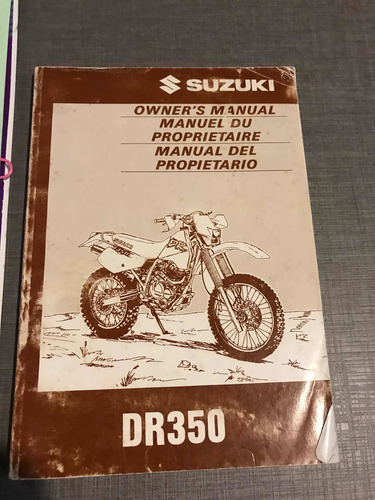 SUZUKI
OWNER'S MANUAL
MANUEL DU
PROPRIETAIRE
MANUAL DEL
PROPIETARIO
DR350